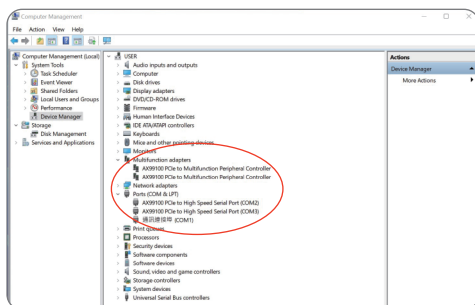 Computer Management
File Action View Help
Computer Management (Local)
System Tools
Task Scheduler
Event Viewer
Shared Folders
Local Users and Groups
Performance
Device Manager
Storage
Disk Management
Services and Applications
USER
Audio inputs and outputs
Computer
Disk drives
Display adapters
DVD/CD-ROM drives
Firmware
Human Interface Devices
IDE ATA/ATAPI controllers
Keyboards
Mice and other pointing devices
Monitors
Multifunction adapters
AX99100 PCIe to Multifunction Peripheral Controller
AX99100 PCIe to Multifunction Peripheral Controller
Network adapters
Ports (COM & LPT)
AX99100 PCIe to High Speed Serial Port (COM2)
AX99100 PCIe to High Speed Serial Port (COM3)
通訊連接埠 (COM1)
Print queues
Processors
Security devices
Software components
Software devices
Sound, video and game controllers
Storage controllers
System devices
Universal Serial Bus controllers
Actions
Device Manager
More Actions